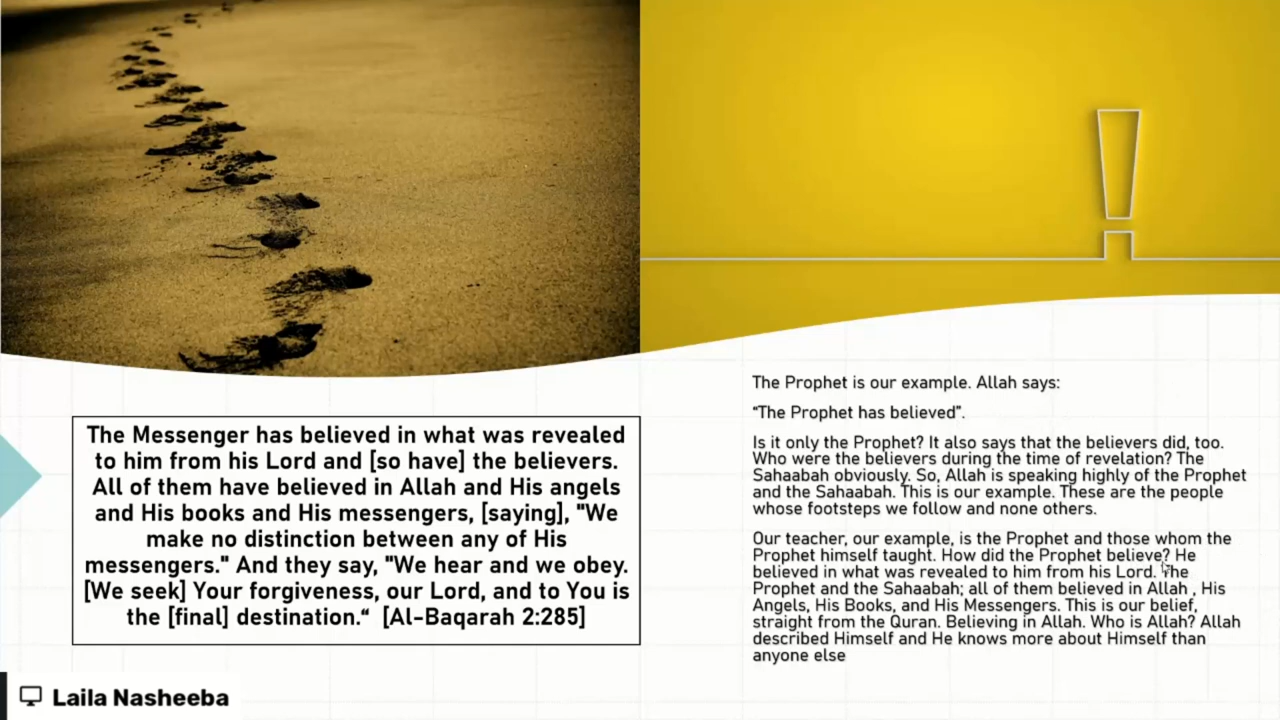 The Messenger has believed in what was revealed
to him from his Lord and [so have] the believers.
All of them have believed in Allah and His angels
and His books and His messengers, [saying], "We
make no distinction between any of His
messengers." And they say, "We hear and we obey.
[We seek] Your forgiveness, our Lord, and to You is
the [final] destination.“ [Al-Baqarah 2:285]
The Prophet is our example. Allah says:
“The Prophet has believed”.
Is it only the Prophet? It also says that the believers did, too.
Who were the believers during the time of revelation? The
Sahaabah obviously. So, Allah is speaking highly of the Prophet
and the Sahaabah. This is our example. These are the people
whose footsteps we follow and none others.
Our teacher, our example, is the Prophet and those whom the
Prophet himself taught. How did the Prophet believe? He
believed in what was revealed to him from his Lord. The
Prophet and the Sahaabah; all of them believed in Allah , His
Angels, His Books, and His Messengers. This is our belief,
straight from the Quran. Believing in Allah. Who is Allah? Allah
described Himself and He knows more about Himself than
anyone else
Laila Nasheeba